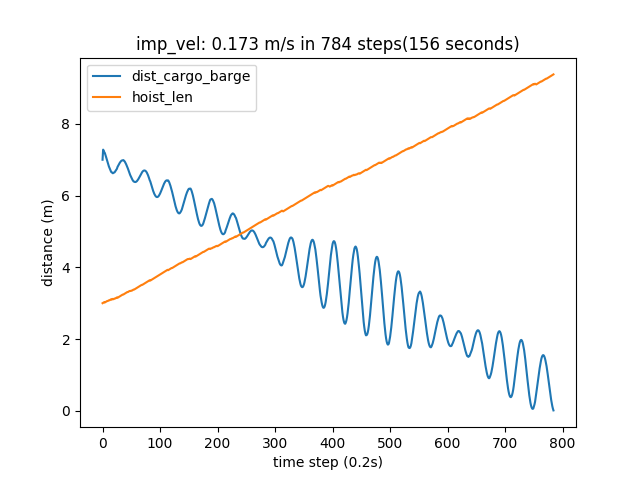 imp_vel: 0.173 m/s in 784 steps(156 seconds)
dist_cargo_barge
hoist_len
distance (m)
8
6
4
2
0
0 100 200 300 400 500 600 700 800
time step (0.2s)